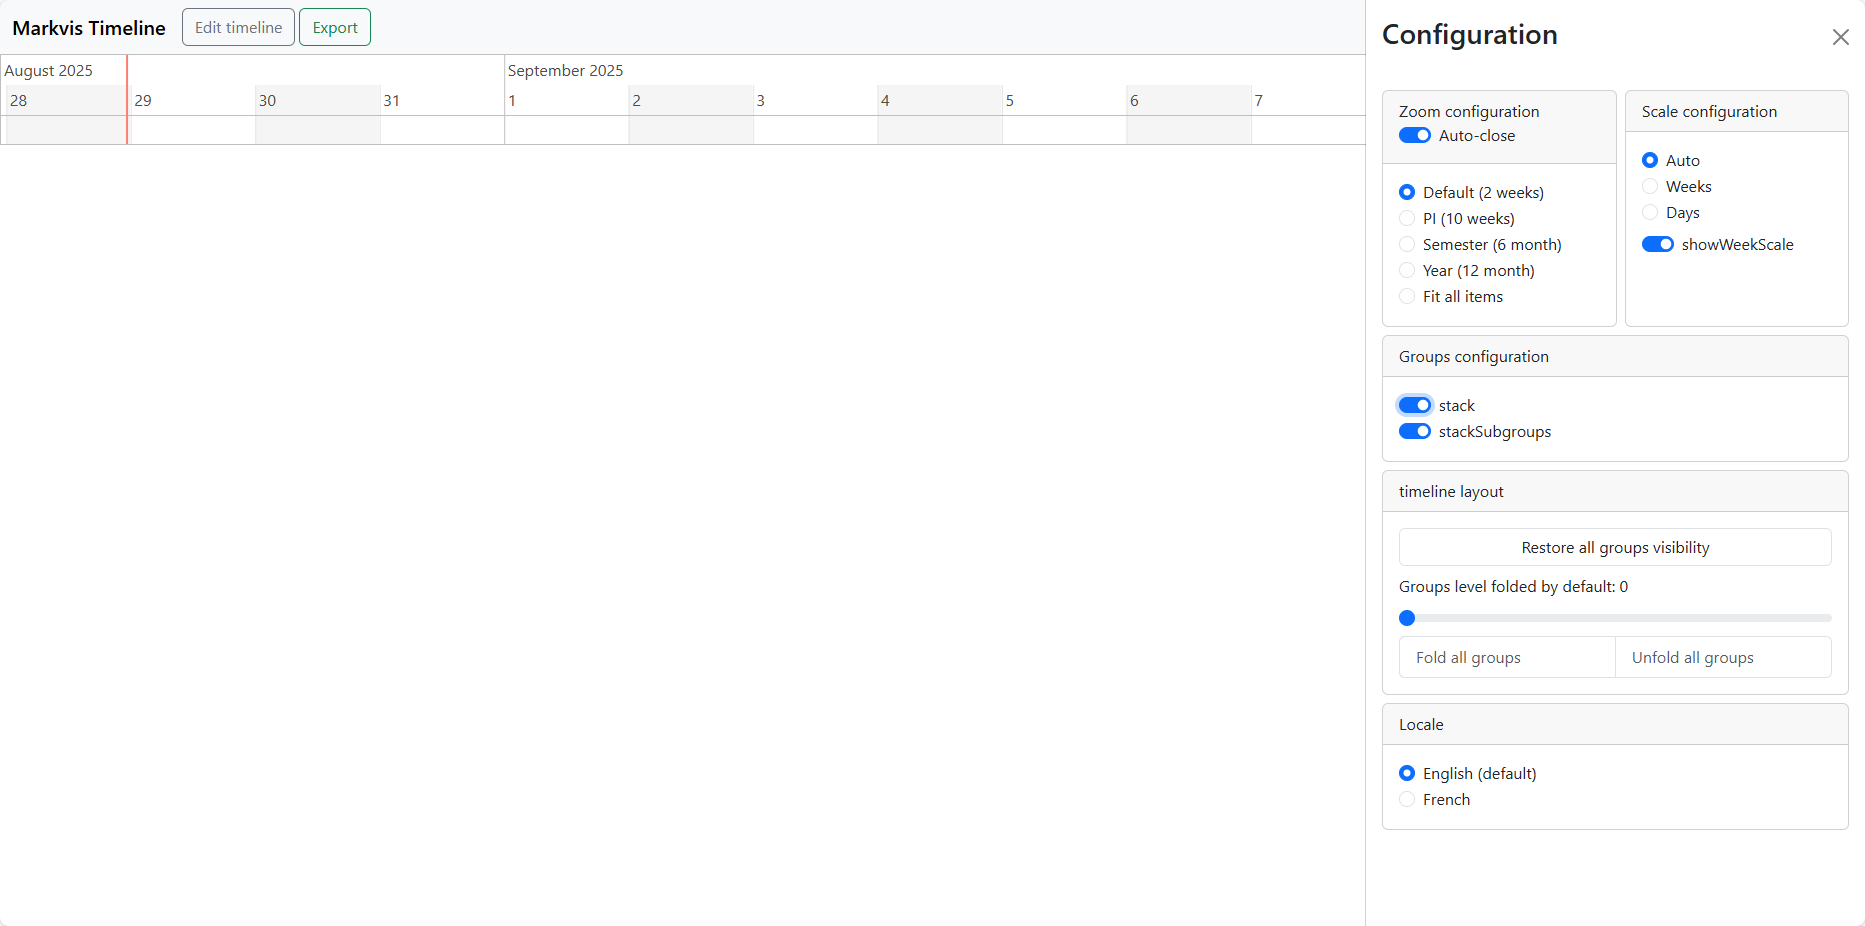 Markvis Timeline
Edit timeline
Export
August 2025
September 2025
28 29 30 31 1 2 3 4 5 6 7
Configuration
Zoom configuration
Auto-close
Default (2 weeks)
PI (10 weeks)
Semester (6 month)
Year (12 month)
Fit all items
Scale configuration
Auto
Weeks
Days
showWeekScale
Groups configuration
stack
stackSubgroups
timeline layout
Restore all groups visibility
Groups level folded by default: 0
Fold all groups
Unfold all groups
Locale
English (default)
French